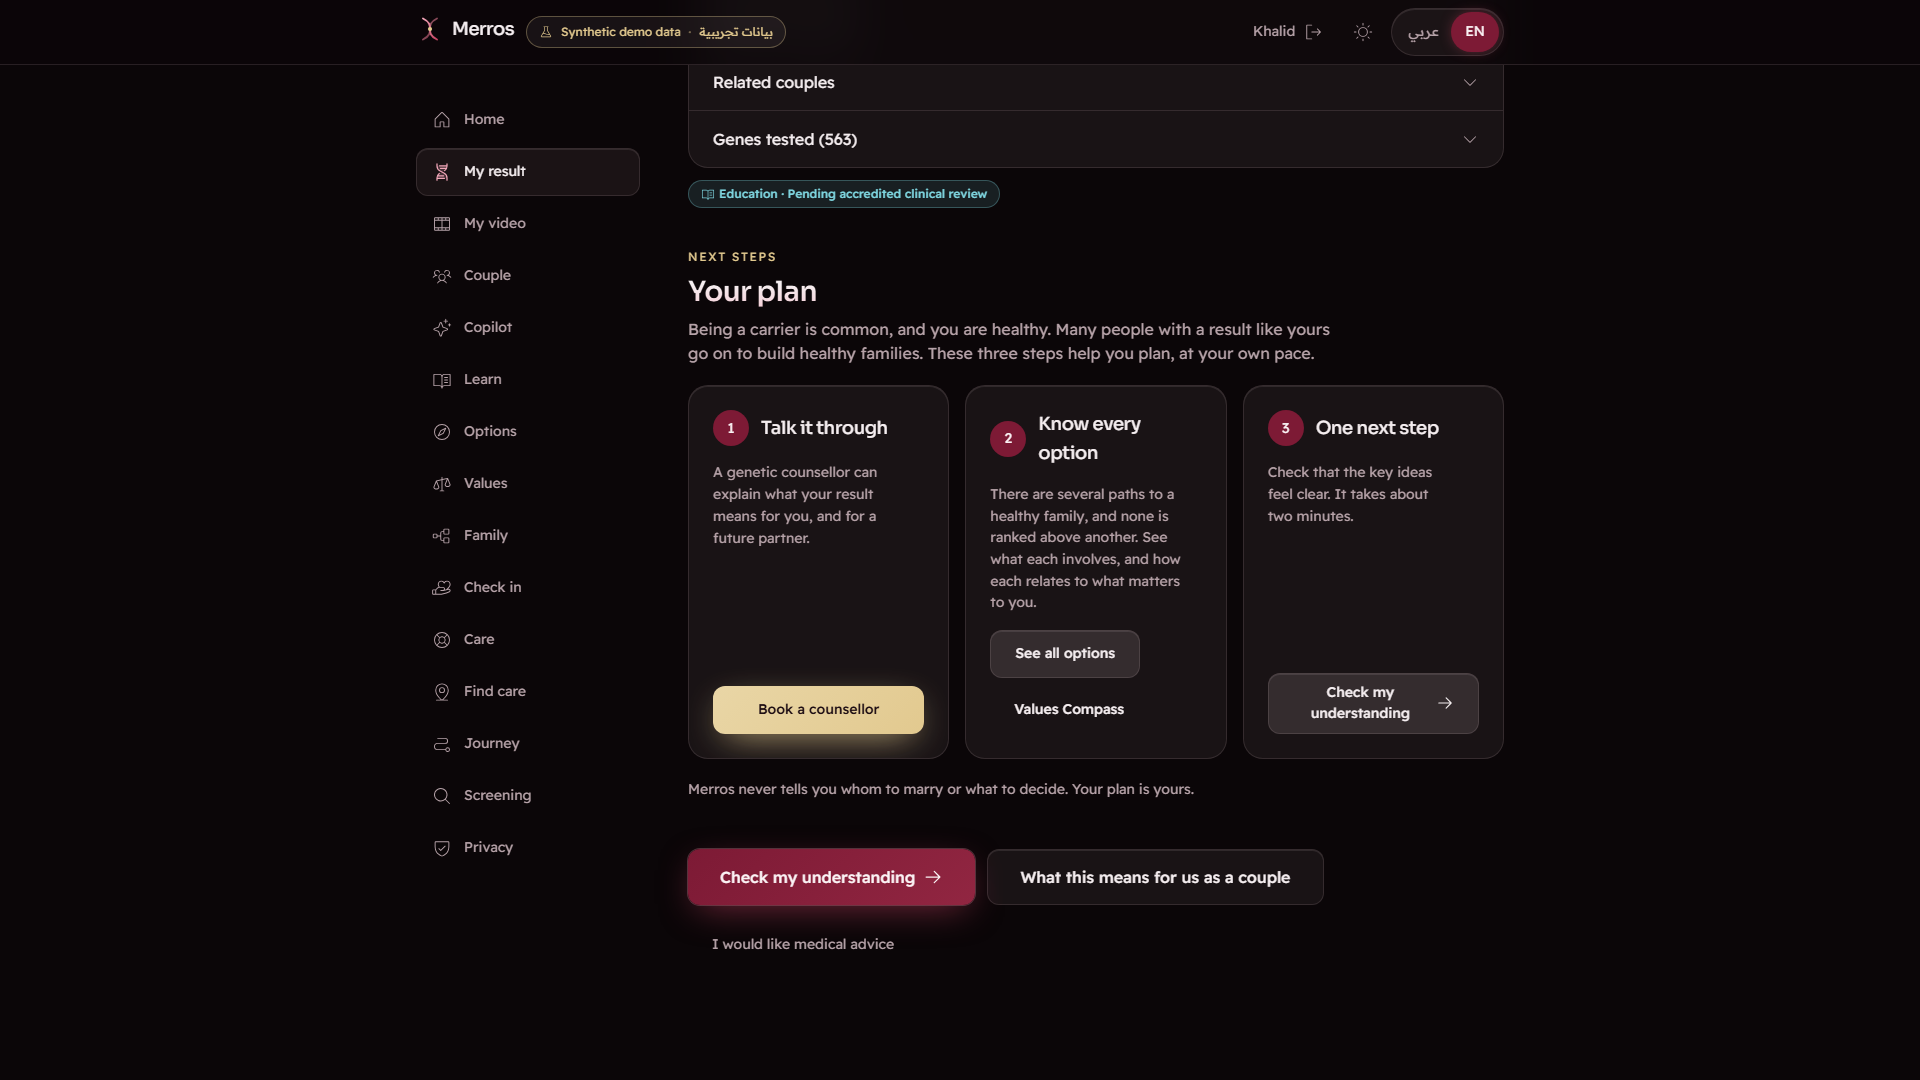 Merros
Synthetic demo data · بيانات تجريبية
Khalid
عربي
EN
Home
My result
My video
Couple
Copilot
Learn
Options
Values
Family
Check in
Care
Find care
Journey
Screening
Privacy
Related couples
Genes tested (563)
Education · Pending accredited clinical review
NEXT STEPS
Your plan
Being a carrier is common, and you are healthy. Many people with a result like yours
go on to build healthy families. These three steps help you plan, at your own pace.
1
Talk it through
A genetic counsellor can
explain what your result
means for you, and for a
future partner.
Book a counsellor
2
Know every
option
There are several paths to a
healthy family, and none is
ranked above another. See
what each involves, and how
each relates to what matters
to you.
See all options
Values Compass
3
One next step
Check that the key ideas
feel clear. It takes about
two minutes.
Check my
understanding
Merros never tells you whom to marry or what to decide. Your plan is yours.
Check my understanding
What this means for us as a couple
I would like medical advice